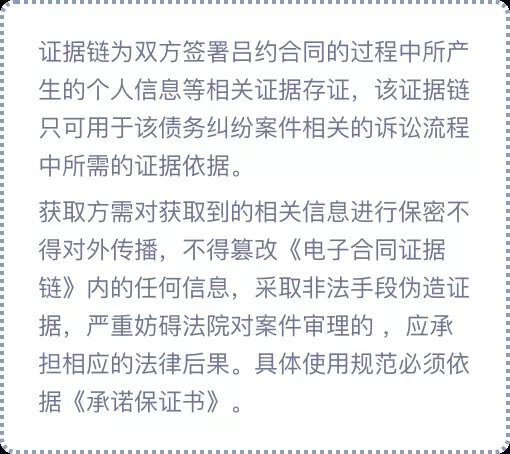 证据链为双方签署吕约合同的过程中所产
生的个人信息等相关证据存证，该证据链
只可用于该债务纠纷案件相关的诉讼流程
中所需的证据依据。
获取方需对获取到的相关信息进行保密不
得对外传播，不得篡改《电子合同证据
链》内的任何信息，采取非法手段伪造证
据，严重妨碍法院对案件审理的 ，应承
担相应的法律后果。具体使用规范必须依
据《承诺保证书》。